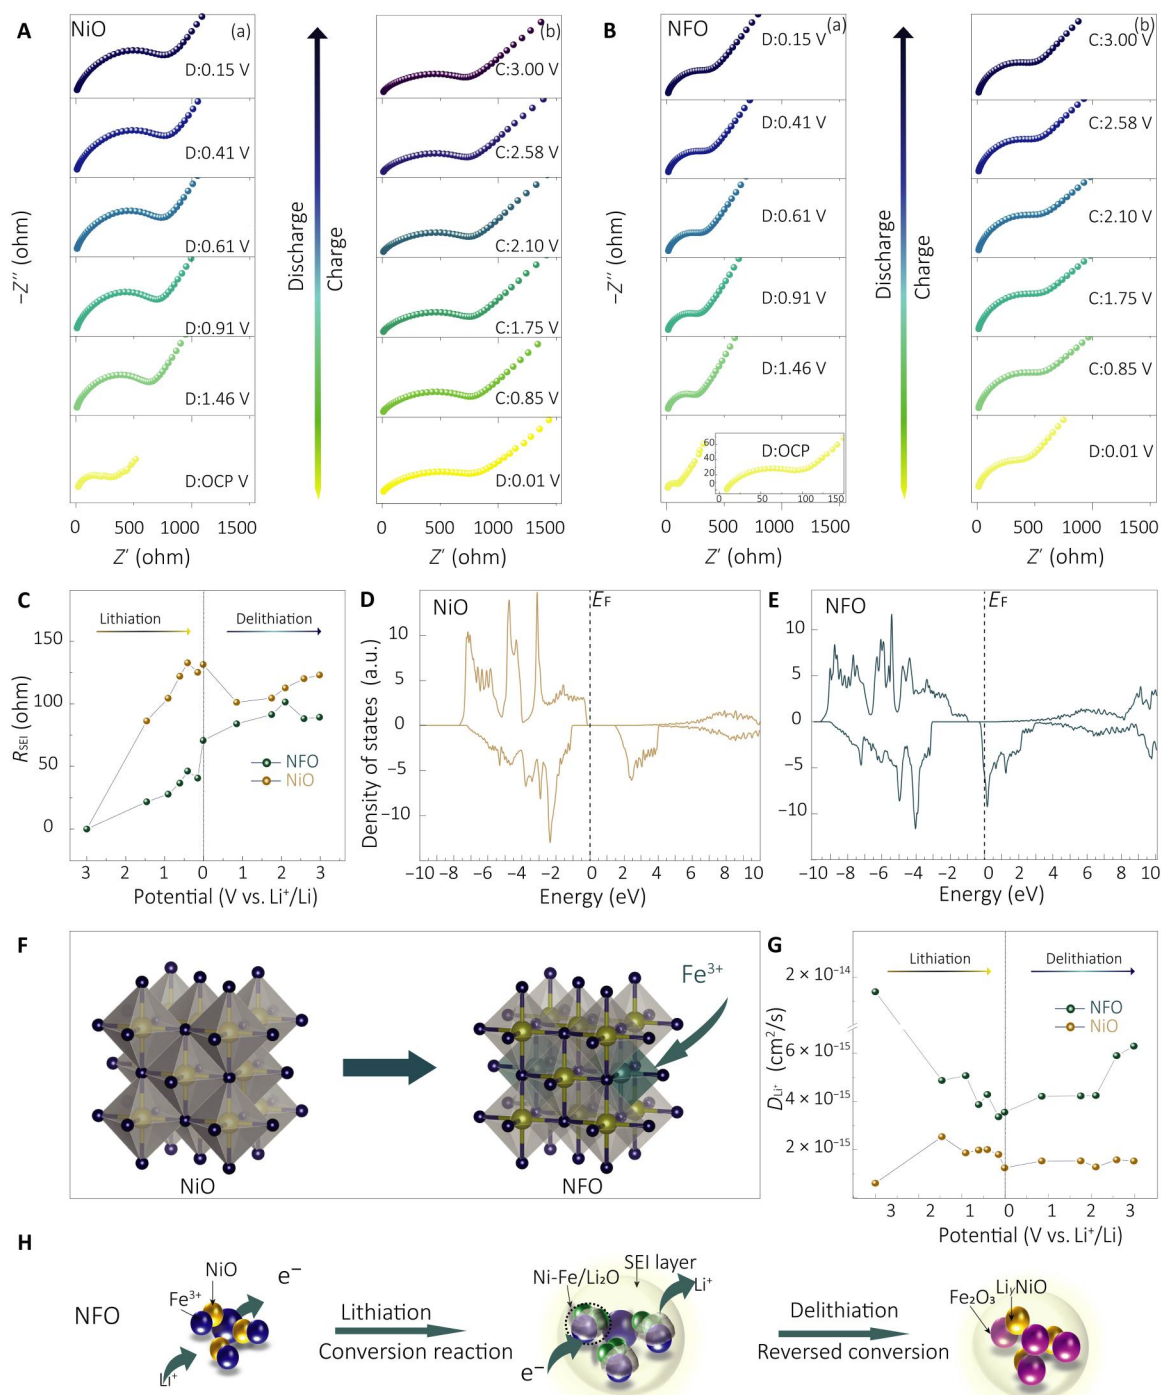 A NiO (a) (b)
D:0.15 V C:3.00 V
D:0.41 V C:2.58 V
D:0.61 V C:2.10 V
D:0.91 V C:1.75 V
D:1.46 V C:0.85 V
D:OCP V D:0.01 V
−Z″ (ohm)
Discharge
Charge
0 500 1000 1500 0 500 1000 1500
Z′ (ohm) Z′ (ohm)
B NFO (a) (b)
D:0.15 V C:3.00 V
D:0.41 V C:2.58 V
D:0.61 V C:2.10 V
D:0.91 V C:1.75 V
D:1.46 V C:0.85 V
D:OCP D:0.01 V
60
40
20
0
0 50 100 150
−Z″ (ohm)
Discharge
Charge
0 500 1000 1500 0 500 1000 1500
Z′ (ohm) Z′ (ohm)
C
Lithiation Delithiation
150
100
50
0
R_SEI (ohm)
NFO
NiO
3 2 1 0 1 2 3
Potential (V vs. Li⁺/Li)
D NiO E_F
10
5
0
−5
−10
Density of states (a.u.)
−10 −8 −6 −4 −2 0 2 4 6 8 10
Energy (eV)
E NFO E_F
10
5
0
−5
−10
−10 −8 −6 −4 −2 0 2 4 6 8 10
Energy (eV)
F
Fe³⁺
NiO NFO
G
Lithiation Delithiation
2 × 10⁻¹⁴
6 × 10⁻¹⁵
4 × 10⁻¹⁵
2 × 10⁻¹⁵
D_Li⁺ (cm²/s)
NFO
NiO
3 2 1 0 1 2 3
Potential (V vs. Li⁺/Li)
H
NFO
NiO
Fe³⁺
e⁻
Li⁺
Lithiation
Conversion reaction
Ni-Fe/Li₂O
SEI layer
Li⁺
e⁻
Delithiation
Reversed conversion
Fe₂O₃
LiᵧNiO